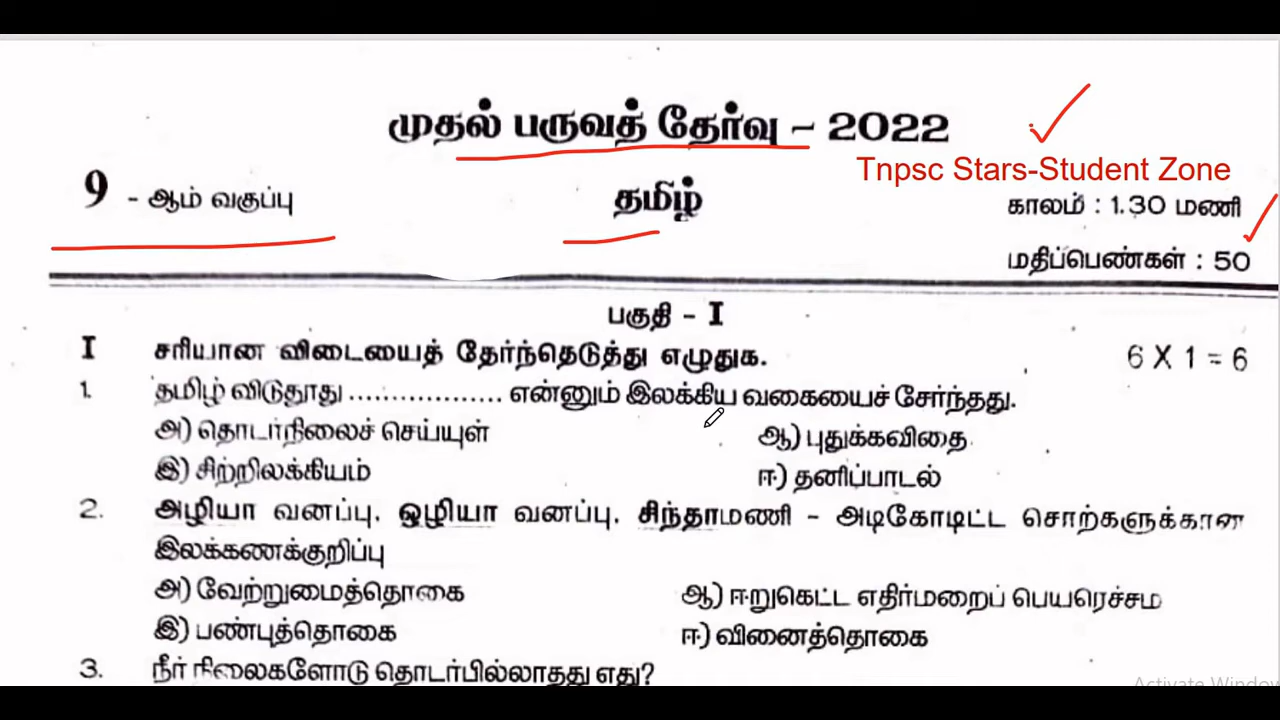 முதல் பருவத் தேர்வு – 2022
Tnpsc Stars-Student Zone
9 - ஆம் வகுப்பு தமிழ் காலம் : 1.30 மணி
மதிப்பெண்கள் : 50
பகுதி - I
I சரியான விடையைத் தேர்ந்தெடுத்து எழுதுக. 6 X 1 = 6
1. தமிழ் விடுதூது .................. என்னும் இலக்கிய வகையைச் சேர்ந்தது.
அ) தொடர்நிலைச் செய்யுள் ஆ) புதுக்கவிதை
இ) சிற்றிலக்கியம் ஈ) தனிப்பாடல்
2. அழியா வனப்பு, ஒழியா வனப்பு, சிந்தாமணி - அடிகோடிட்ட சொற்களுக்கான
இலக்கணக்குறிப்பு
அ) வேற்றுமைத்தொகை ஆ) ஈறுகெட்ட எதிர்மறைப் பெயரெச்சம
இ) பண்புத்தொகை ஈ) வினைத்தொகை
3. நீர் நிலைகளோடு தொடர்பில்லாதது எது?
Activate Window